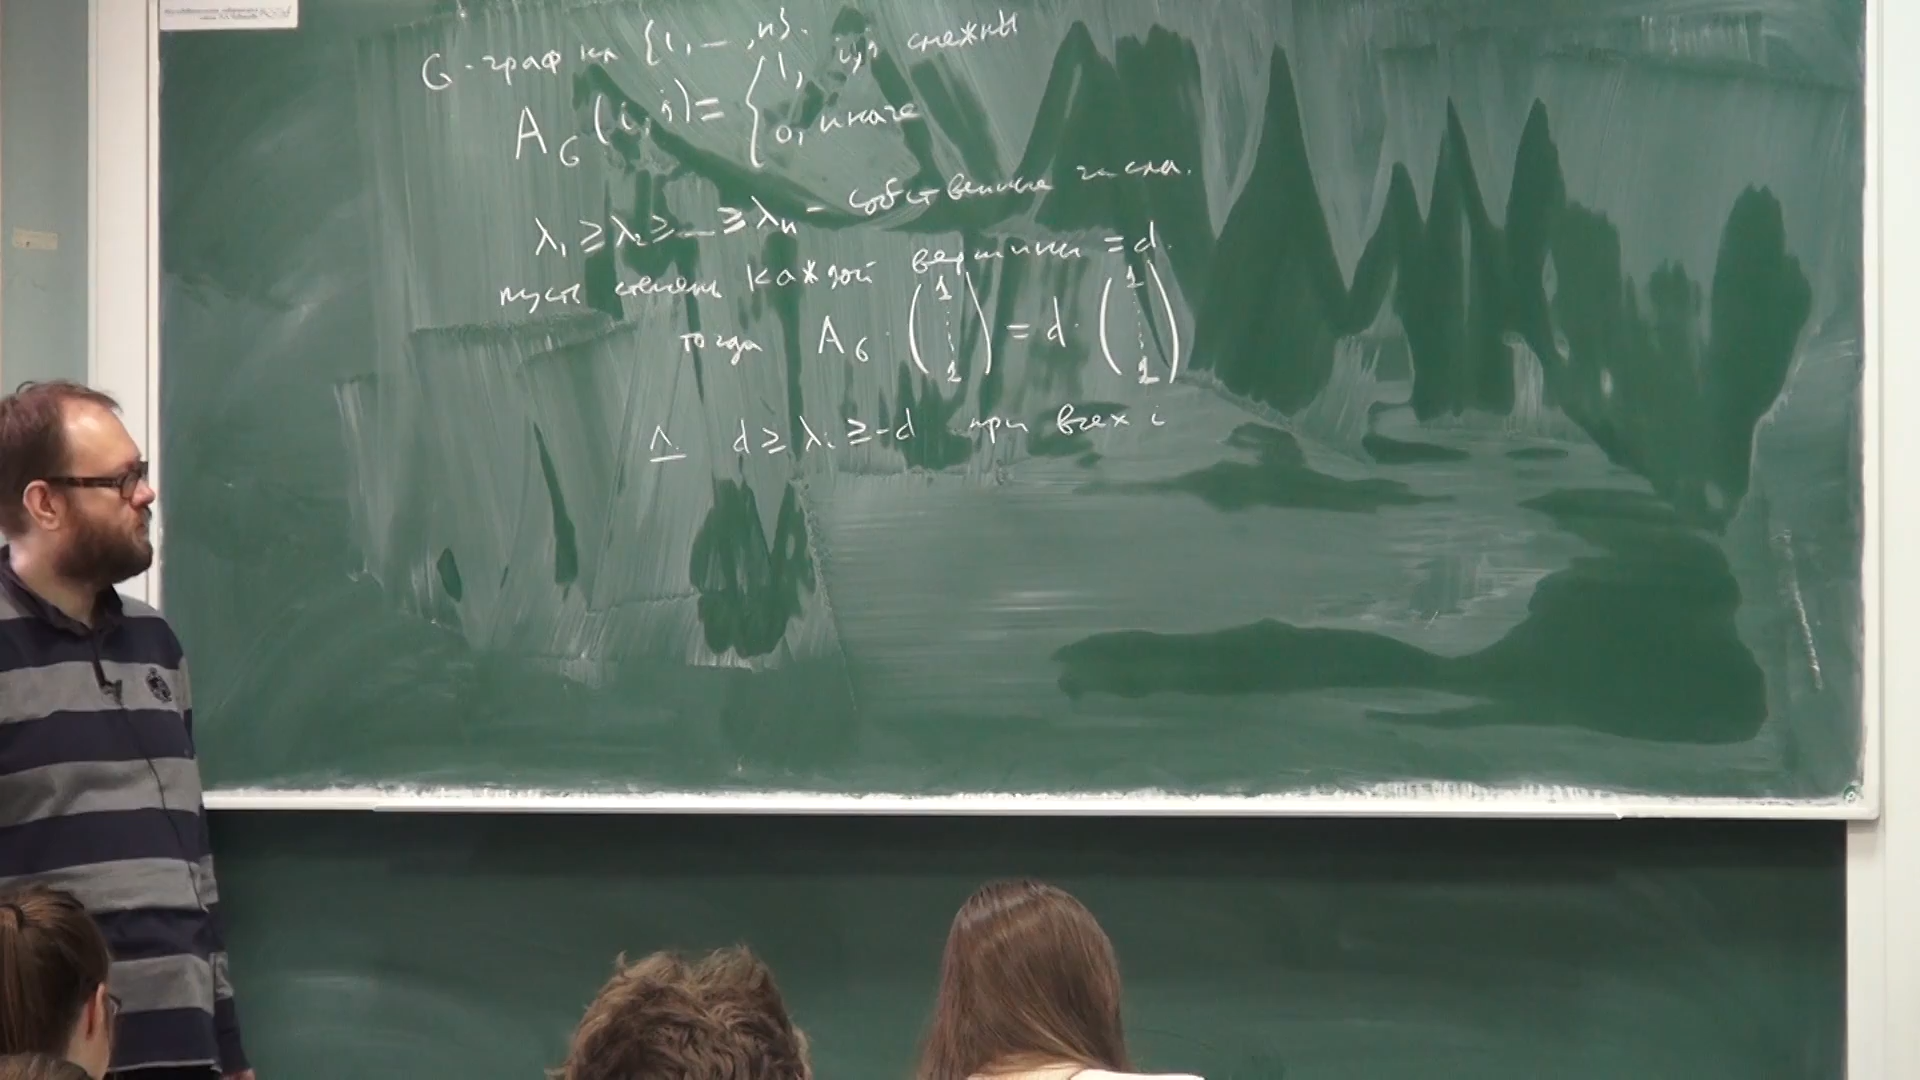 G - граф на {1, ..., n}.
A_G (i, j) = { 1, i, j смежны
0, иначе
λ₁ ≥ λ₂ ≥ ... ≥ λₙ - собственные числа.
пусть степень каждой вершины = d.
тогда A_G · (1 ⋮ 1) = d · (1 ⋮ 1)
Л. d ≥ λᵢ ≥ -d при всех i